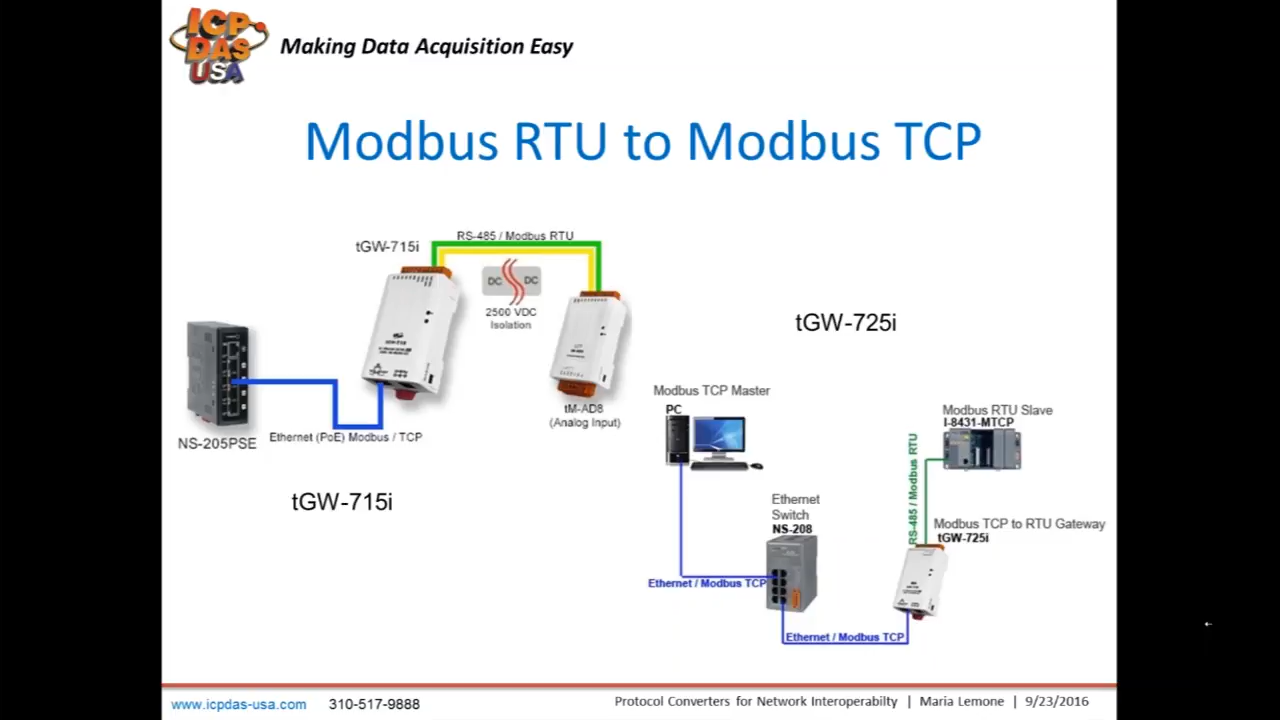 ICP
DAS
USA
Making Data Acquisition Easy
Modbus RTU to Modbus TCP
RS-485 / Modbus RTU
tGW-715i
DC DC
2500 VDC
Isolation
NS-205PSE
Ethernet (PoE) Modbus / TCP
tM-AD8
(Analog Input)
tGW-715i
tGW-725i
Modbus TCP Master
PC
Modbus RTU Slave
I-8431-MTCP
RS-485 / Modbus RTU
Ethernet
Switch
NS-208
Modbus TCP to RTU Gateway
tGW-725i
Ethernet / Modbus TCP
Ethernet / Modbus TCP
www.icpdas-usa.com 310-517-9888
Protocol Converters for Network Interoperabilty | Maria Lemone | 9/23/2016